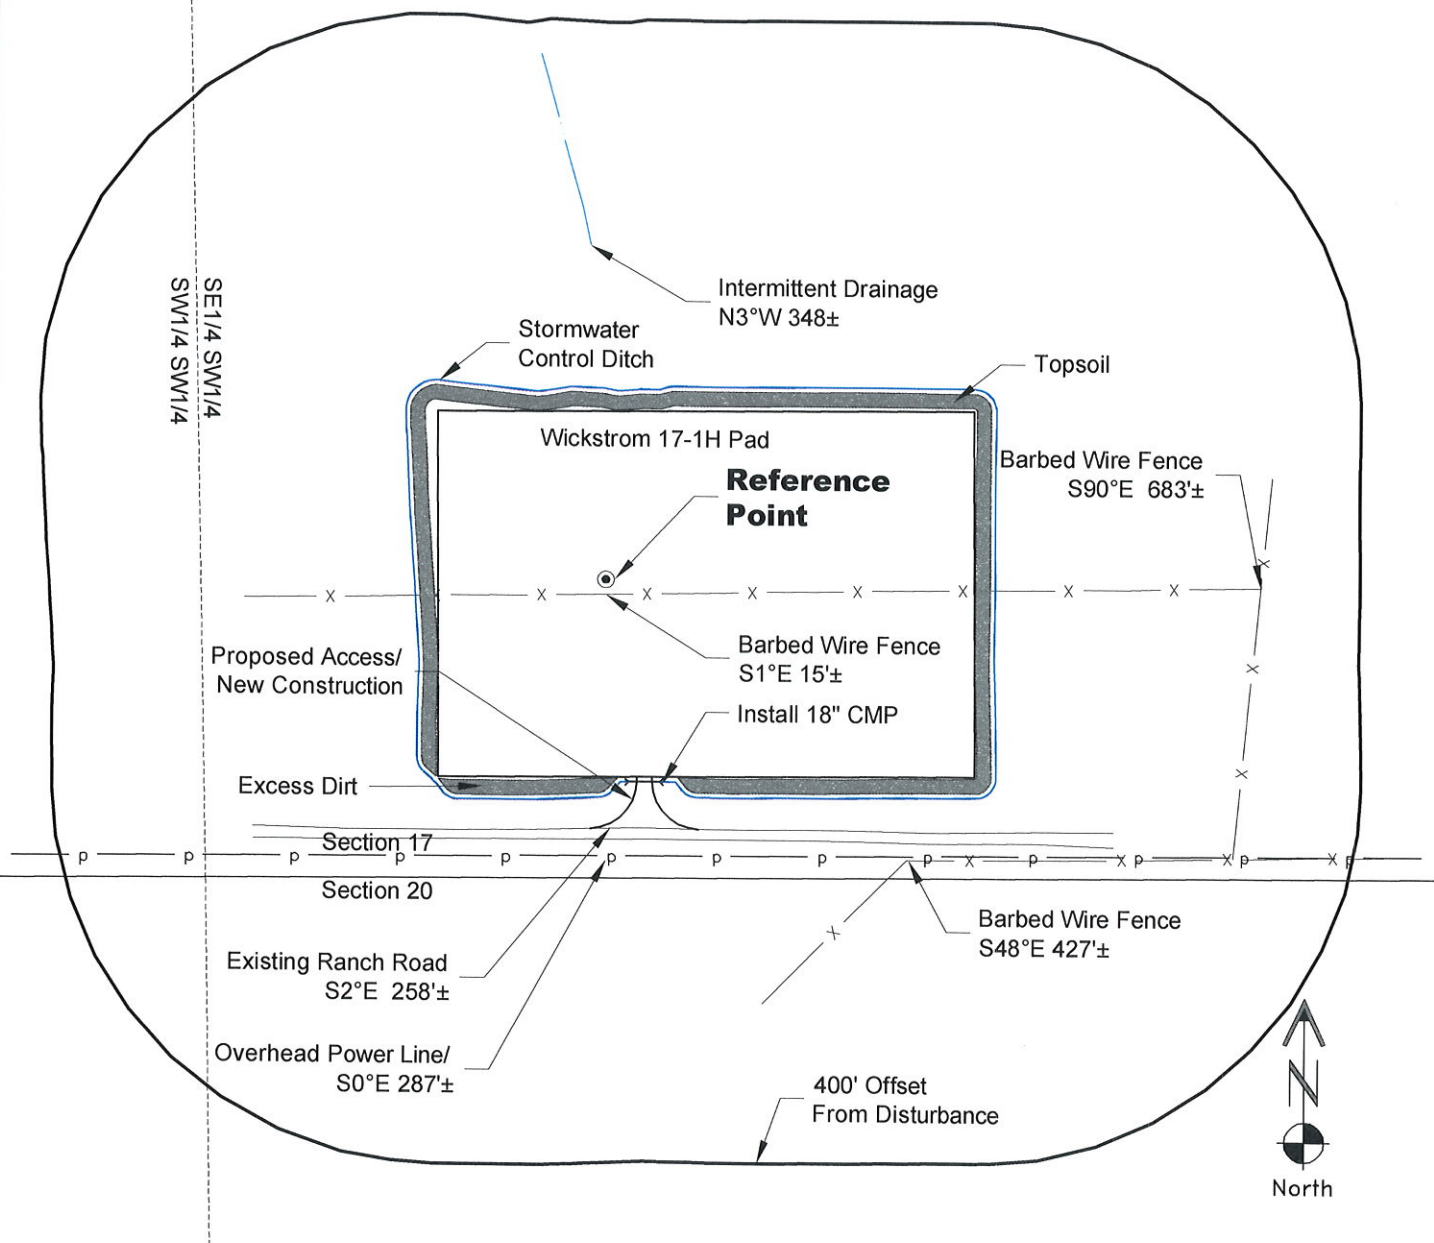 Intermittent Drainage
N3°W 348±
Stormwater
Control Ditch
Topsoil
SE1/4 SW1/4
SW1/4 SW1/4
Wickstrom 17-1H Pad
Reference
Point
Barbed Wire Fence
S90°E 683'±
X X X X X X X X
X
Barbed Wire Fence
S1°E 15'±
Proposed Access/
New Construction
X
Install 18" CMP
X
Excess Dirt
Section 17
p p p p p p p p p X p X p X p X p
Section 20
X
Barbed Wire Fence
S48°E 427'±
Existing Ranch Road
S2°E 258'±
Overhead Power Line/
S0°E 287'±
400' Offset
From Disturbance
N
North